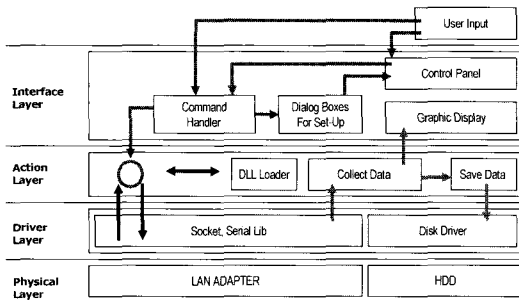 User Input
Interface
Layer
Control Panel
Command
Handler
Dialog Boxes
For Set-Up
Graphic Display
Action
Layer
DLL Loader
Collect Data
Save Data
Driver
Layer
Socket, Serial Lib
Disk Driver
Physical
Layer
LAN ADAPTER
HDD